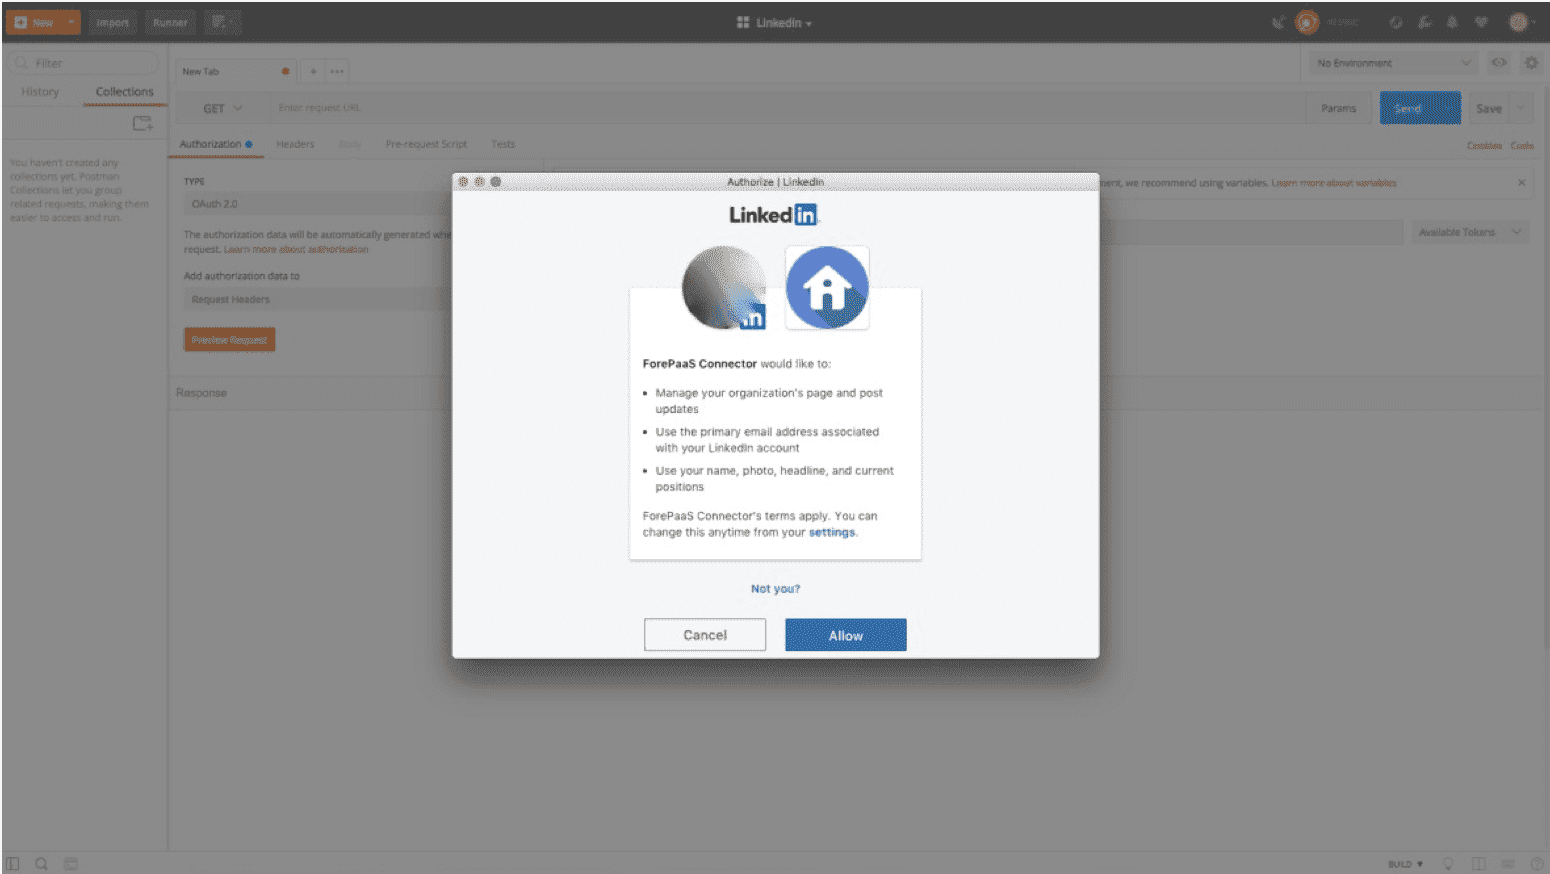 New
Import
Runner
LinkedIn
Filter
History
Collections
You haven't created any
collections yet. Postman
Collections let you group
related requests, making them
easier to access and run.
New Tab
No Environment
GET
Enter request URL
Params
Send
Save
Authorization
Headers
Body
Pre-request Script
Tests
Cookies
Code
TYPE
OAuth 2.0
The authorization data will be automatically generated
request. Learn more about authorization
Add authorization data to
Request Headers
Preview Request
Response
we recommend using variables. Learn more about variables
Available Tokens
Authorize | LinkedIn
LinkedIn
in
ForePaaS Connector would like to:
• Manage your organization's page and post
updates
• Use the primary email address associated
with your LinkedIn account
• Use your name, photo, headline, and current
positions
ForePaaS Connector's terms apply. You can
change this anytime from your settings.
Not you?
Cancel
Allow
BUILD